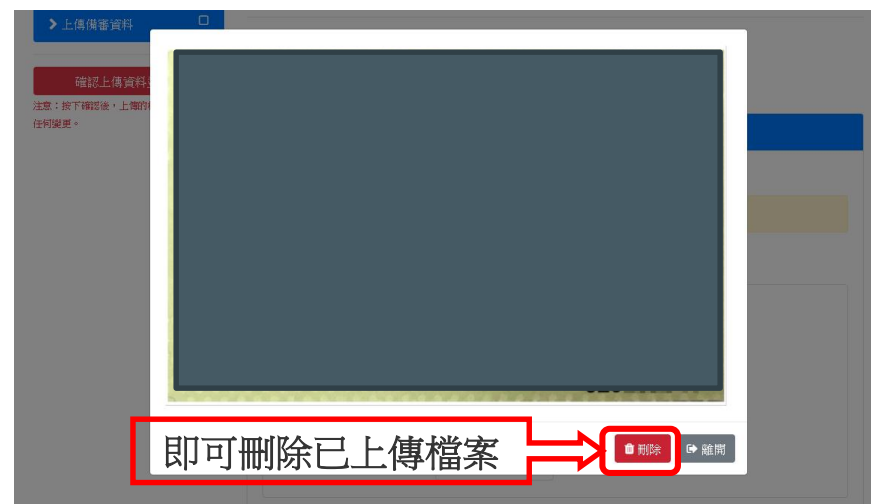 上傳備審資料
確認上傳資料
注意：按下確認後，上傳的
任何變更。
即可刪除已上傳檔案
刪除
離開